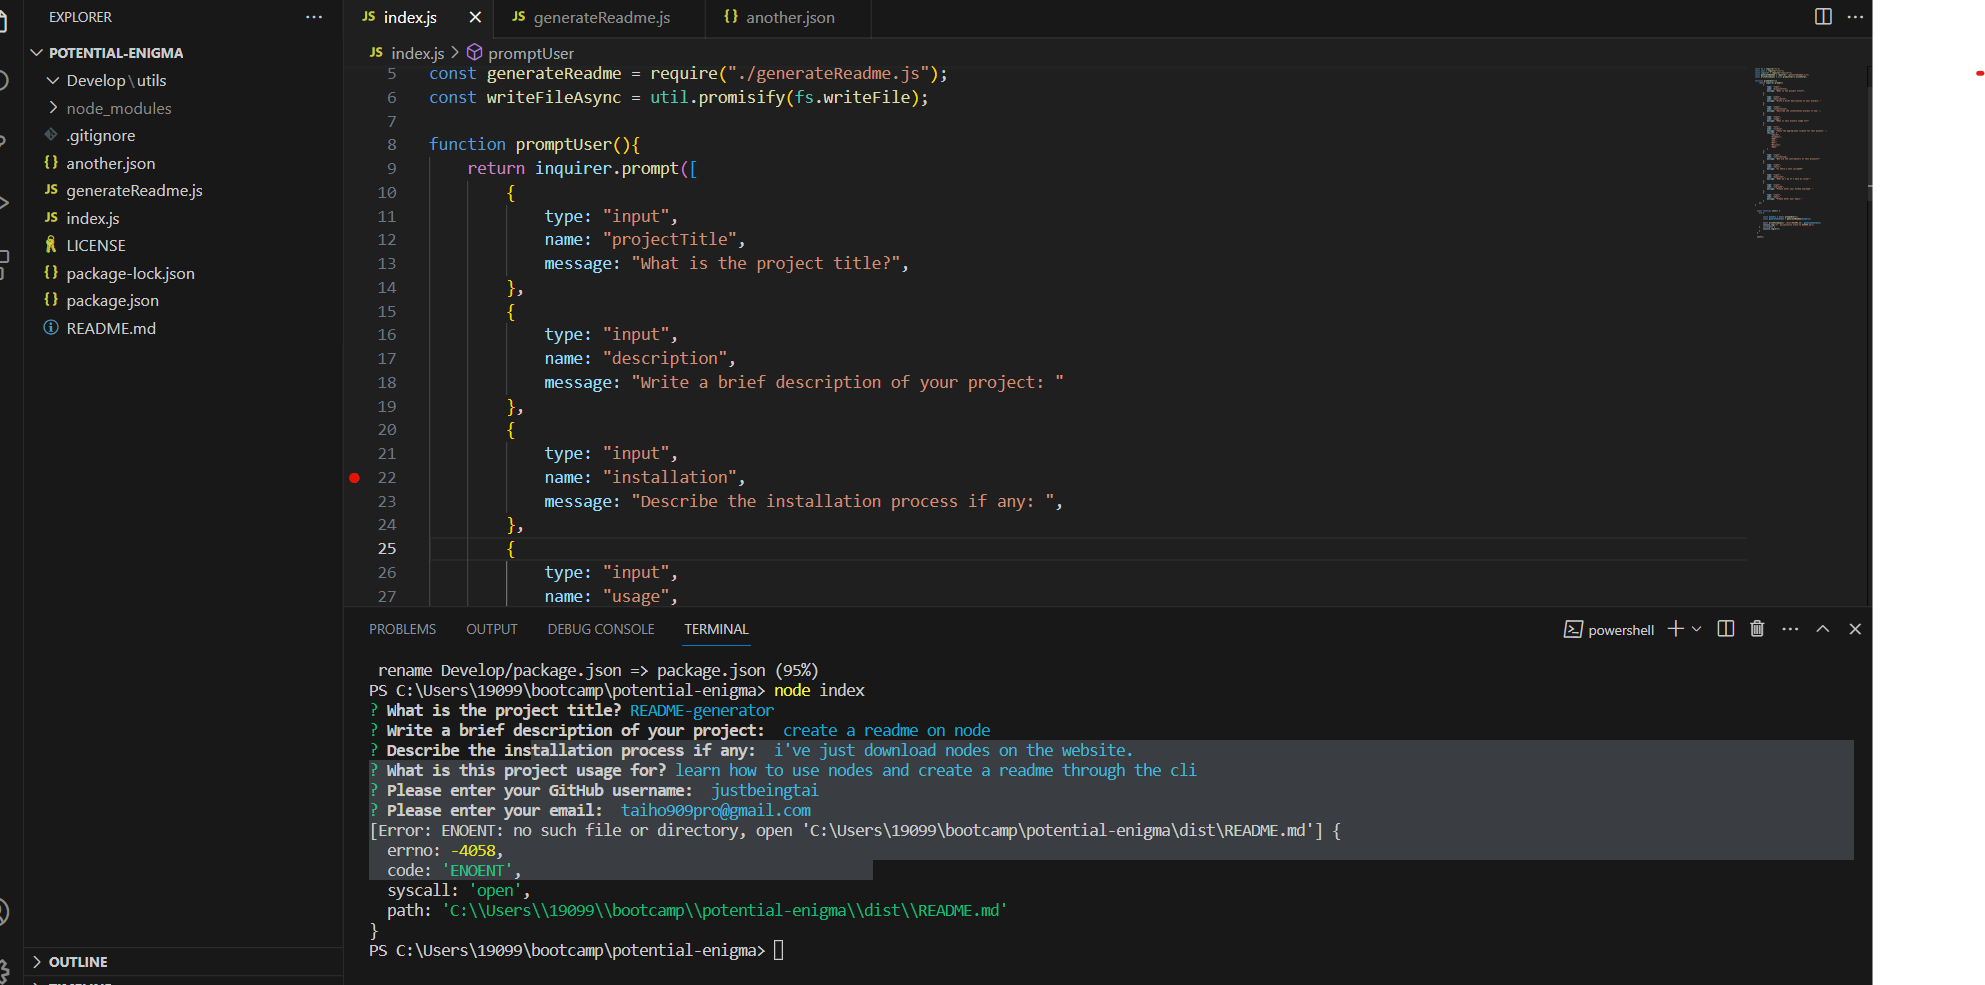 EXPLORER
POTENTIAL-ENIGMA
Develop\utils
node_modules
.gitignore
{} another.json
JS generateReadme.js
JS index.js
LICENSE
{} package-lock.json
{} package.json
README.md
OUTLINE
JS index.js
JS generateReadme.js
{} another.json
JS index.js > promptUser
5 const generateReadme = require("./generateReadme.js");
6 const writeFileAsync = util.promisify(fs.writeFile);
7
8 function promptUser(){
9 return inquirer.prompt([
10 {
11 type: "input",
12 name: "projectTitle",
13 message: "What is the project title?",
14 },
15 {
16 type: "input",
17 name: "description",
18 message: "Write a brief description of your project: "
19 },
20 {
21 type: "input",
22 name: "installation",
23 message: "Describe the installation process if any: ",
24 },
25 {
26 type: "input",
27 name: "usage",
PROBLEMS OUTPUT DEBUG CONSOLE TERMINAL
powershell
rename Develop/package.json => package.json (95%)
PS C:\Users\19099\bootcamp\potential-enigma> node index
? What is the project title? README-generator
? Write a brief description of your project:  create a readme on node
? Describe the installation process if any:  i've just download nodes on the website.
? What is this project usage for? learn how to use nodes and create a readme through the cli
? Please enter your GitHub username:  justbeingtai
? Please enter your email:  taiho909pro@gmail.com
[Error: ENOENT: no such file or directory, open 'C:\Users\19099\bootcamp\potential-enigma\dist\README.md'] {
errno: -4058,
code: 'ENOENT',
syscall: 'open',
path: 'C:\\Users\\19099\\bootcamp\\potential-enigma\\dist\\README.md'
}
PS C:\Users\19099\bootcamp\potential-enigma>